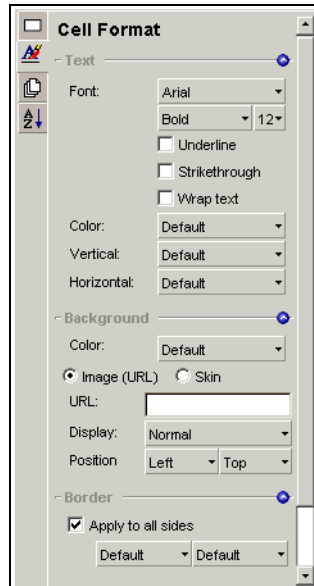 Cell Format
Text
Font: Arial
Bold 12
Underline
Strikethrough
Wrap text
Color: Default
Vertical: Default
Horizontal: Default
Background
Color: Default
Image (URL) Skin
URL:
Display: Normal
Position Left Top
Border
Apply to all sides
Default Default
A
Z